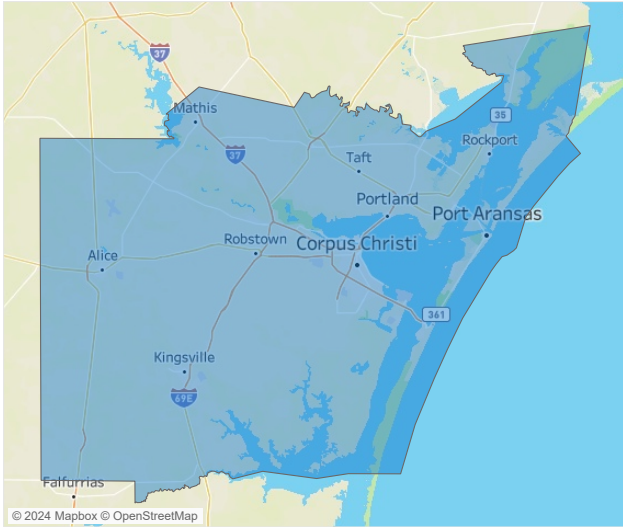 37
Mathis
35
37
Rockport
Taft
Portland
Port Aransas
Robstown
Corpus Christi
Alice
361
Kingsville
69E
Falfurrias
© 2024 Mapbox © OpenStreetMap